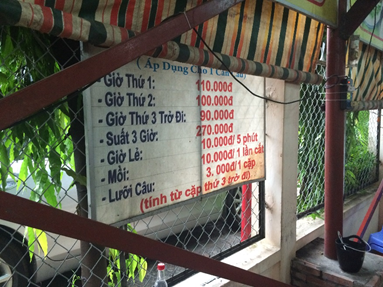 ( Áp Dụng Cho 1 Cần Câu)
- Giờ Thứ 1: 110.000đ
- Giờ Thứ 2: 100.000đ
- Giờ Thứ 3 Trở Đi: 90.000đ
- Suất 3 Giờ: 270.000đ
- Giờ Lẻ: 10.000đ/ 5 phút
- Mồi: 10.000đ/ 1 lần cắt
- Lưỡi Câu: 3. 000đ/1 cặp
(tính từ cặp thứ 3 trở đi)